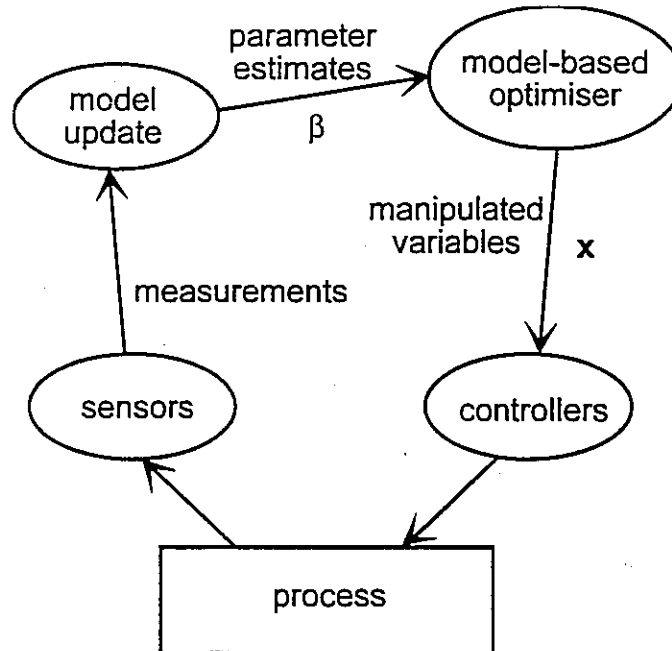 parameter
estimates
β
model
update
model-based
optimiser
manipulated
variables
x
measurements
sensors
controllers
process